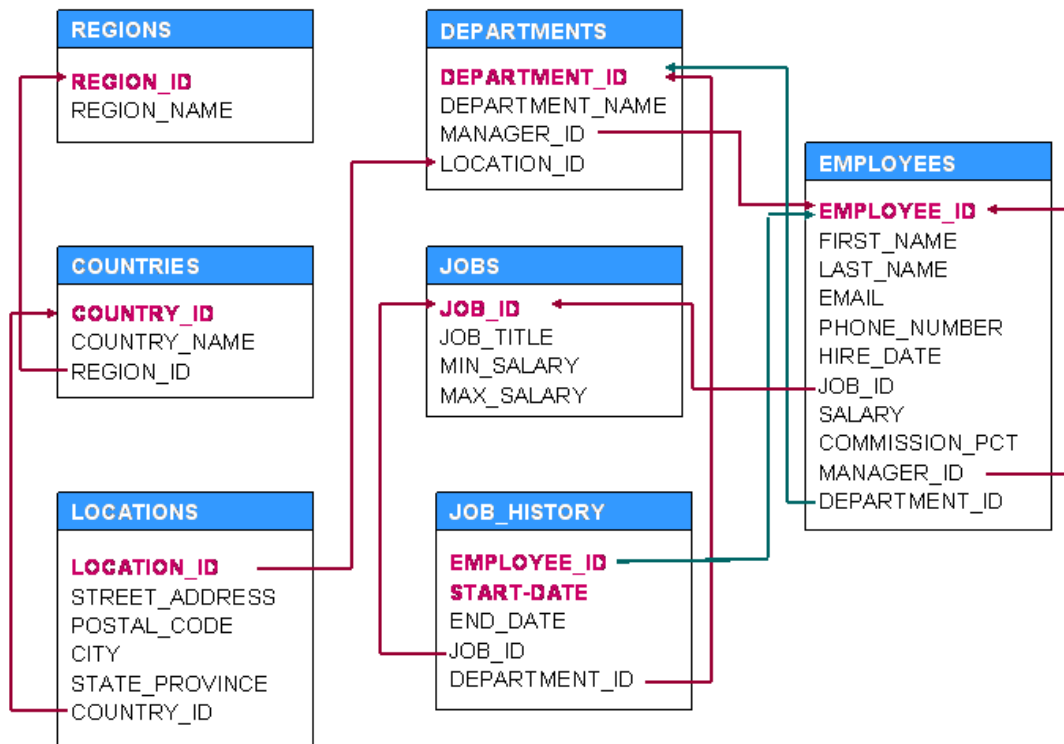 REGIONS
REGION_ID
REGION_NAME
DEPARTMENTS
DEPARTMENT_ID
DEPARTMENT_NAME
MANAGER_ID
LOCATION_ID
EMPLOYEES
EMPLOYEE_ID
FIRST_NAME
LAST_NAME
EMAIL
PHONE_NUMBER
HIRE_DATE
JOB_ID
SALARY
COMMISSION_PCT
MANAGER_ID
DEPARTMENT_ID
COUNTRIES
COUNTRY_ID
COUNTRY_NAME
REGION_ID
JOBS
JOB_ID
JOB_TITLE
MIN_SALARY
MAX_SALARY
LOCATIONS
LOCATION_ID
STREET_ADDRESS
POSTAL_CODE
CITY
STATE_PROVINCE
COUNTRY_ID
JOB_HISTORY
EMPLOYEE_ID
START-DATE
END_DATE
JOB_ID
DEPARTMENT_ID